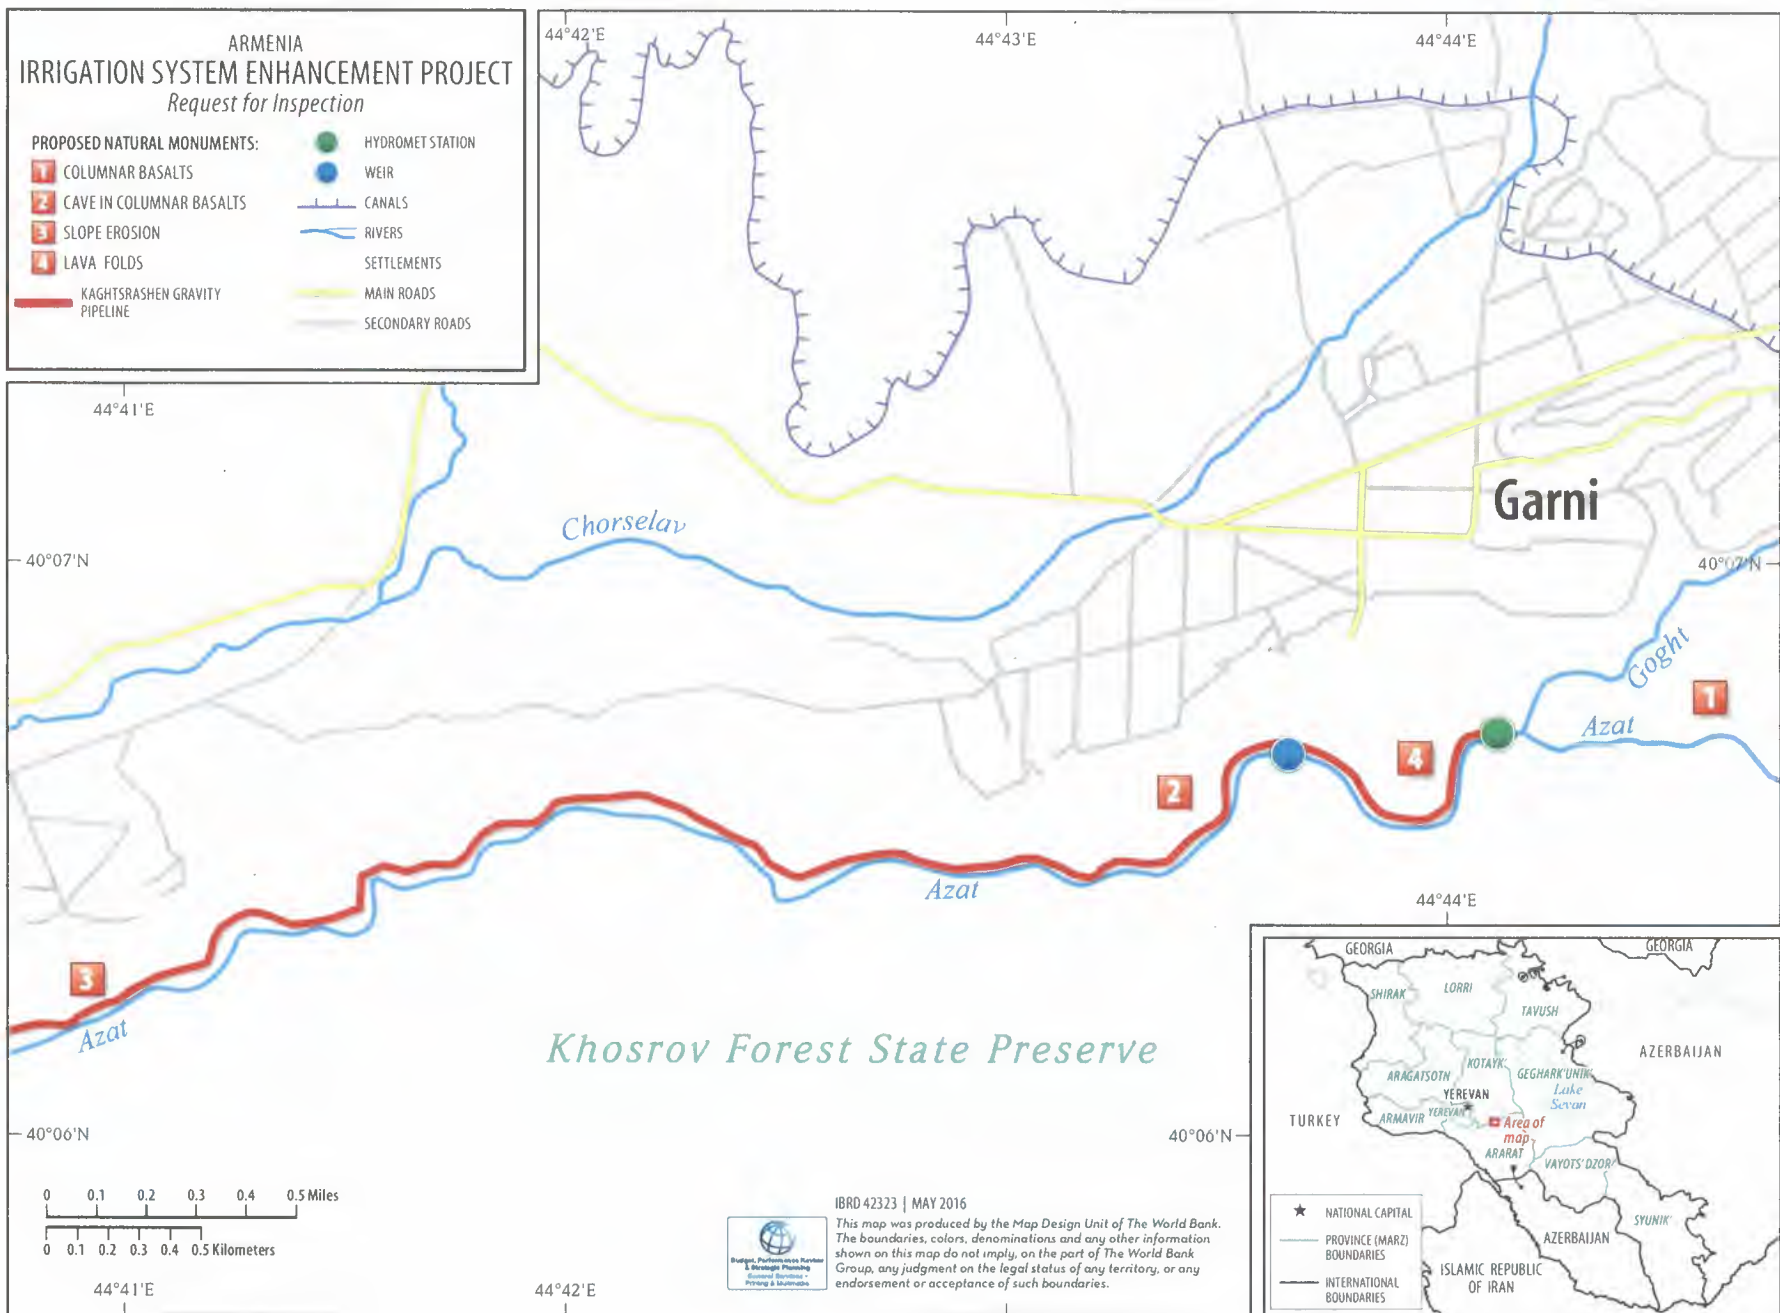 ARMENIA
IRRIGATION SYSTEM ENHANCEMENT PROJECT
Request for Inspection
PROPOSED NATURAL MONUMENTS:
1 COLUMNAR BASALTS
2 CAVE IN COLUMNAR BASALTS
3 SLOPE EROSION
4 LAVA FOLDS
KAGHTSRASHEN GRAVITY
PIPELINE
HYDROMET STATION
WEIR
CANALS
RIVERS
SETTLEMENTS
MAIN ROADS
SECONDARY ROADS
44°42'E
44°43'E
44°44'E
44°41'E
Garni
Chorselav
40°07'N
40°07'N
Goght
1
Azat
4
2
Azat
44°44'E
3
Azat
Khosrov Forest State Preserve
40°06'N
40°06'N
0 0.1 0.2 0.3 0.4 0.5 Miles
0 0.1 0.2 0.3 0.4 0.5 Kilometers
44°41'E
44°42'E
Budget, Performance Review
& Strategic Planning
General Services -
Printing & Multimedia
IBRD 42323 | MAY 2016
This map was produced by the Map Design Unit of The World Bank.
The boundaries, colors, denominations and any other information
shown on this map do not imply, on the part of The World Bank
Group, any judgment on the legal status of any territory, or any
endorsement or acceptance of such boundaries.
GEORGIA
GEORGIA
SHIRAK
LORRI
TAVUSH
AZERBAIJAN
KOTAYK'
ARAGATSOTN
GEGHARK'UNIK'
YEREVAN
Lake
Sevan
ARMAVIR
YEREVAN
TURKEY
Area of
map
ARARAT
VAYOTS' DZOR
SYUNIK'
AZERBAIJAN
ISLAMIC REPUBLIC
OF IRAN
NATIONAL CAPITAL
PROVINCE (MARZ)
BOUNDARIES
INTERNATIONAL
BOUNDARIES